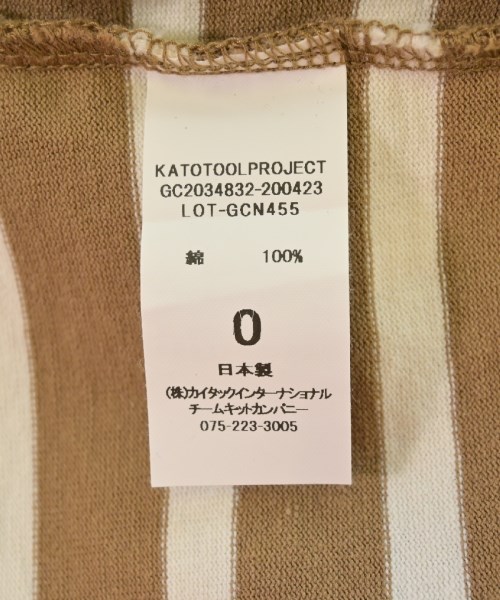 KATOTOOLPROJECT
GC2034832-200423
LOT-GCN455
綿 100%
0
日本製
(株)カイタックインターナショナル
チームキットカンパニー
075-223-3005